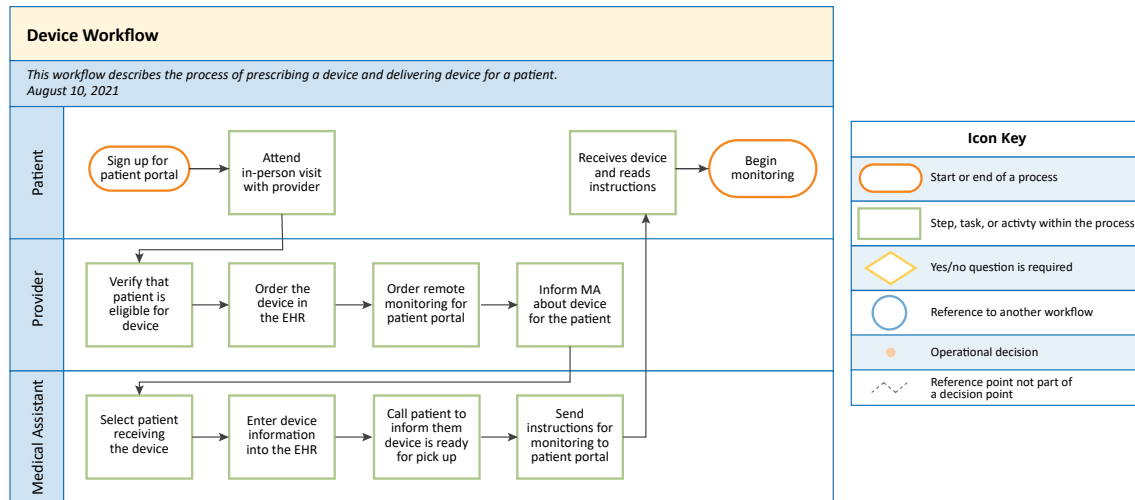 Device Workflow
This workflow describes the process of prescribing a device and delivering device for a patient.
August 10, 2021
Patient
Sign up for
patient portal
Attend
in-person visit
with provider
Receives device
and reads
instructions
Begin
monitoring
Provider
Verify that
patient is
eligible for
device
Order the
device in
the EHR
Order remote
monitoring for
patient portal
Inform MA
about device
for the patient
Medical Assistant
Select patient
receiving
the device
Enter device
information
into the EHR
Call patient to
inform them
device is ready
for pick up
Send
instructions for
monitoring to
patient portal
Icon Key
Start or end of a process
Step, task, or activty within the process
Yes/no question is required
Reference to another workflow
Operational decision
Reference point not part of
a decision point